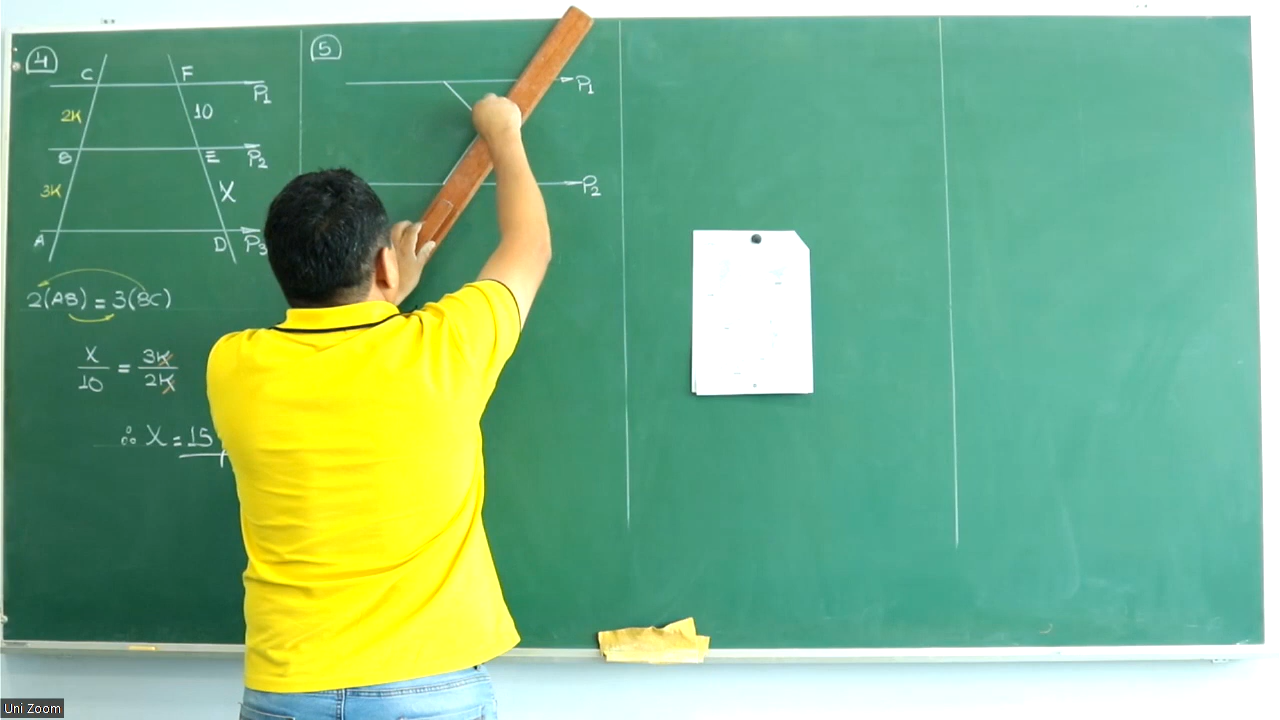 4
C F
P1
2K 10
B E P2
3K X
A D P3
2(AB) = 3(BC)
X/10 = 3K/2K
∴ X = 15
5
P1
P2
Uni Zoom